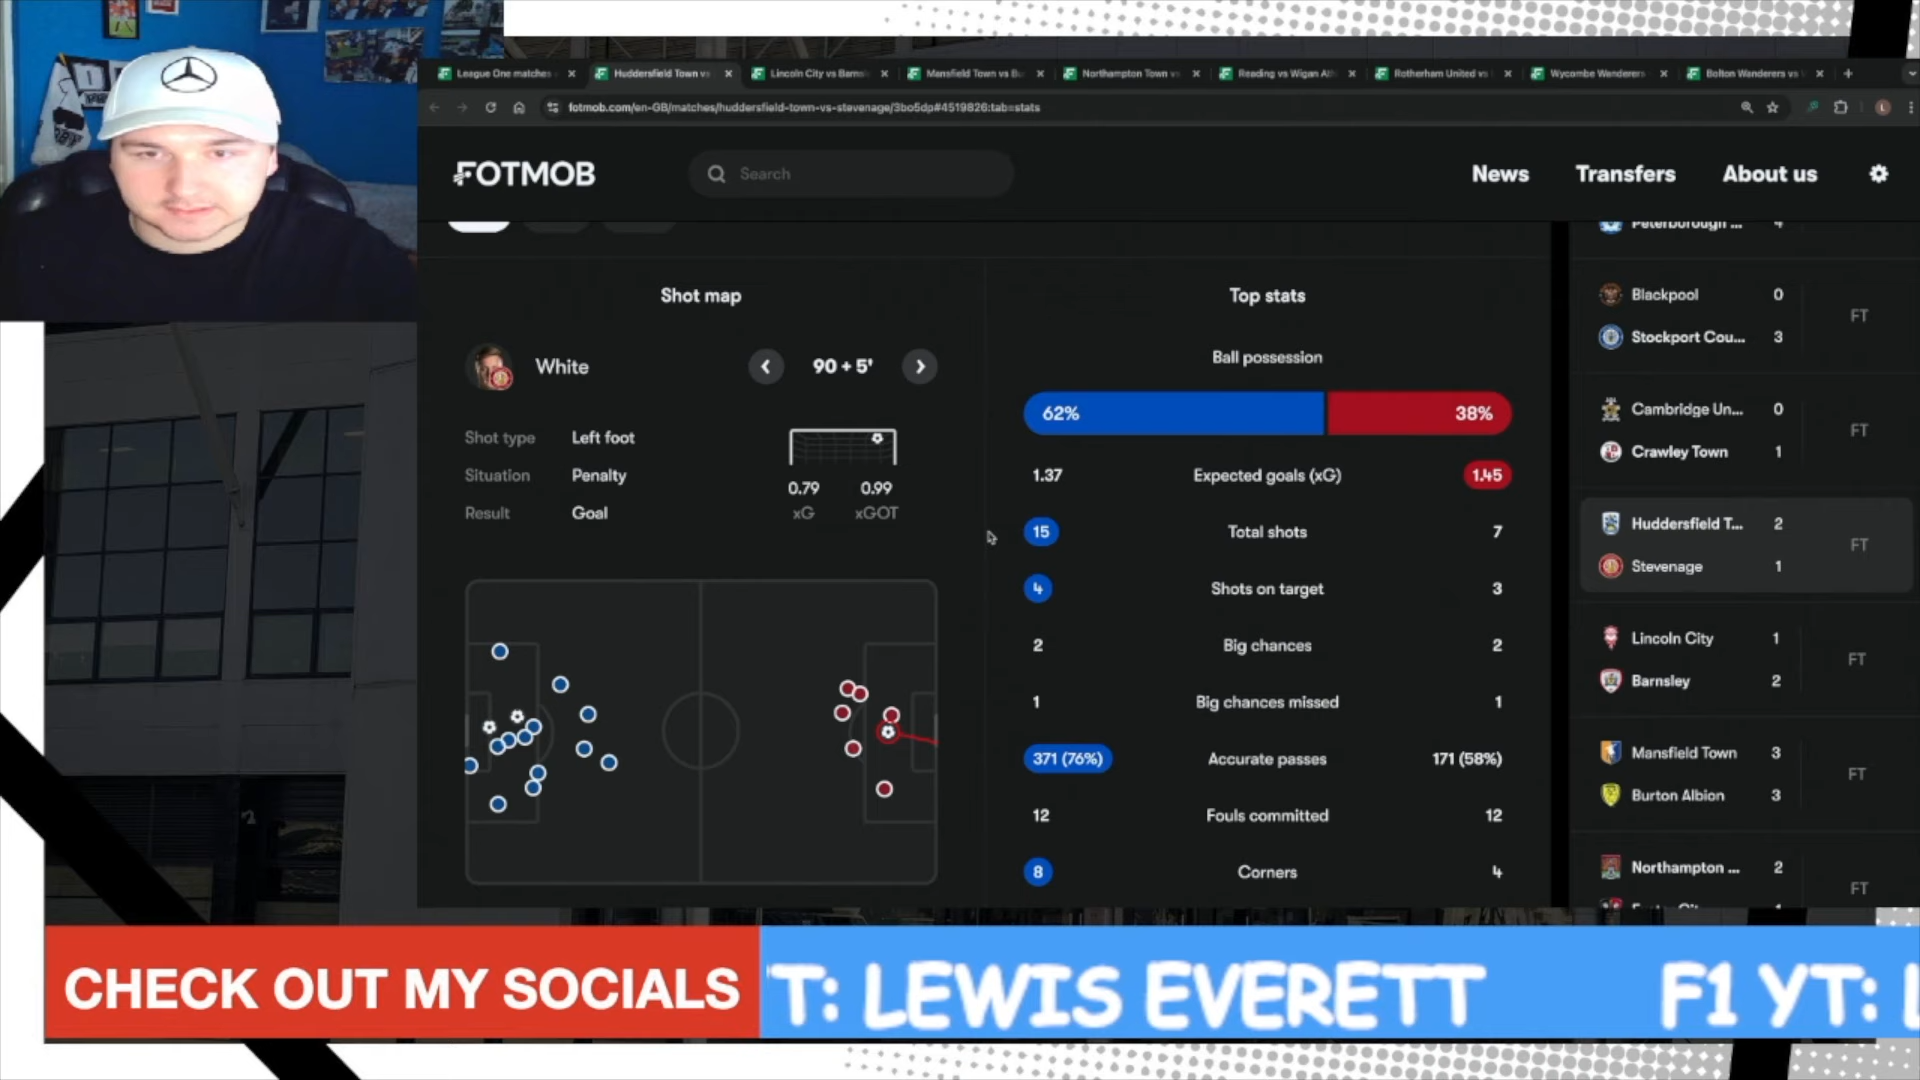 League One matches
Huddersfield Town vs
Lincoln City vs Barns
Mansfield Town vs Bu
Northampton Town vs
Reading vs Wigan Ath
Rotherham United vs
Wycombe Wanderers
Bolton Wanderers vs
fotmob.com/en-GB/matches/huddersfield-town-vs-stevenage/3bo5dp#4519826:tab=stats
L
FOTMOB
Search
News
Transfers
About us
Shot map
White
90 + 5'
Shot type Left foot
Situation Penalty
Result Goal
0.79 0.99
xG xGOT
Top stats
Ball possession
62% 38%
1.37 Expected goals (xG) 1.45
15 Total shots 7
4 Shots on target 3
2 Big chances 2
1 Big chances missed 1
371 (76%) Accurate passes 171 (58%)
12 Fouls committed 12
8 Corners 4
Peterborough ... 4
Blackpool 0
FT
Stockport Cou... 3
Cambridge Un... 0
FT
Crawley Town 1
Huddersfield T... 2
FT
Stevenage 1
Lincoln City 1
FT
Barnsley 2
Mansfield Town 3
FT
Burton Albion 3
Northampton ... 2
FT
CHECK OUT MY SOCIALS
T: LEWIS EVERETT F1 YT: L